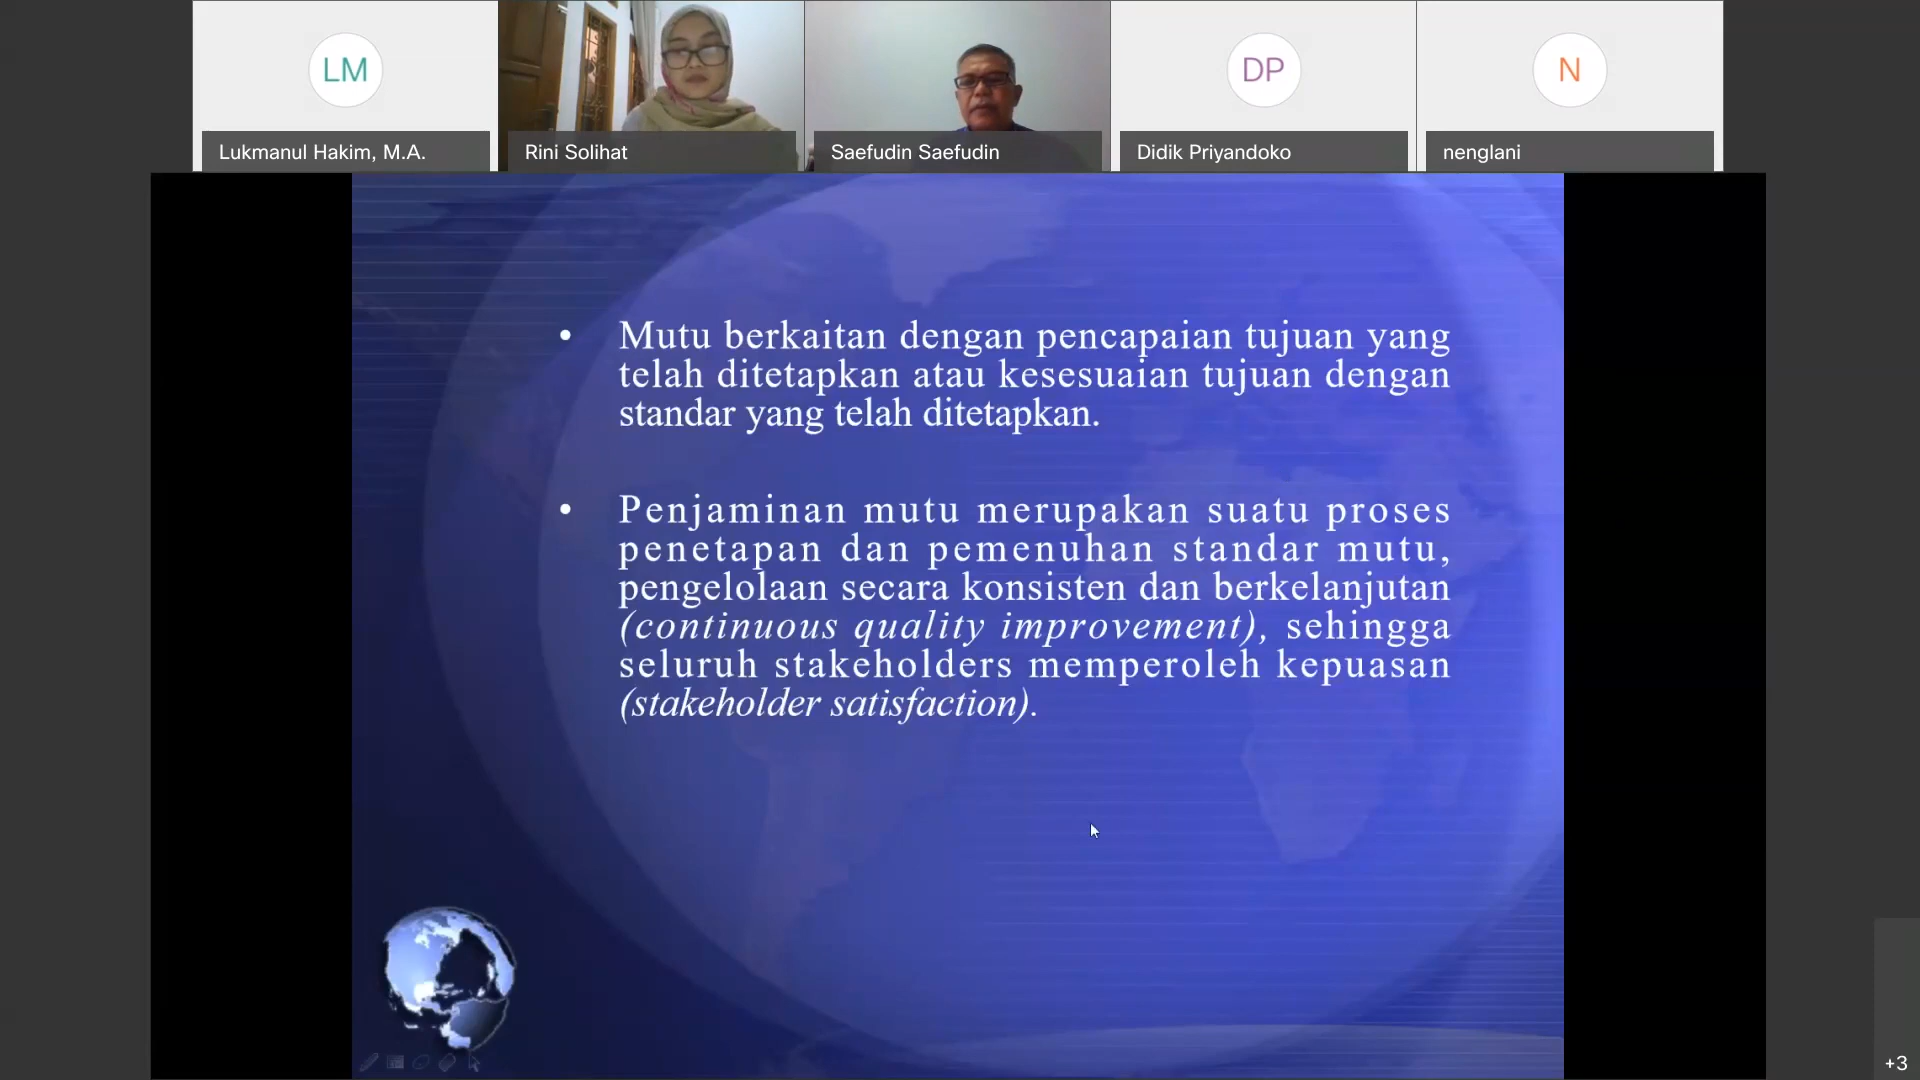 LM
DP
N
Lukmanul Hakim, M.A.
Rini Solihat
Saefudin Saefudin
Didik Priyandoko
nenglani
• Mutu berkaitan dengan pencapaian tujuan yang
telah ditetapkan atau kesesuaian tujuan dengan
standar yang telah ditetapkan.
• Penjaminan mutu merupakan suatu proses
penetapan dan pemenuhan standar mutu,
pengelolaan secara konsisten dan berkelanjutan
(continuous quality improvement), sehingga
seluruh stakeholders memperoleh kepuasan
(stakeholder satisfaction).
+3